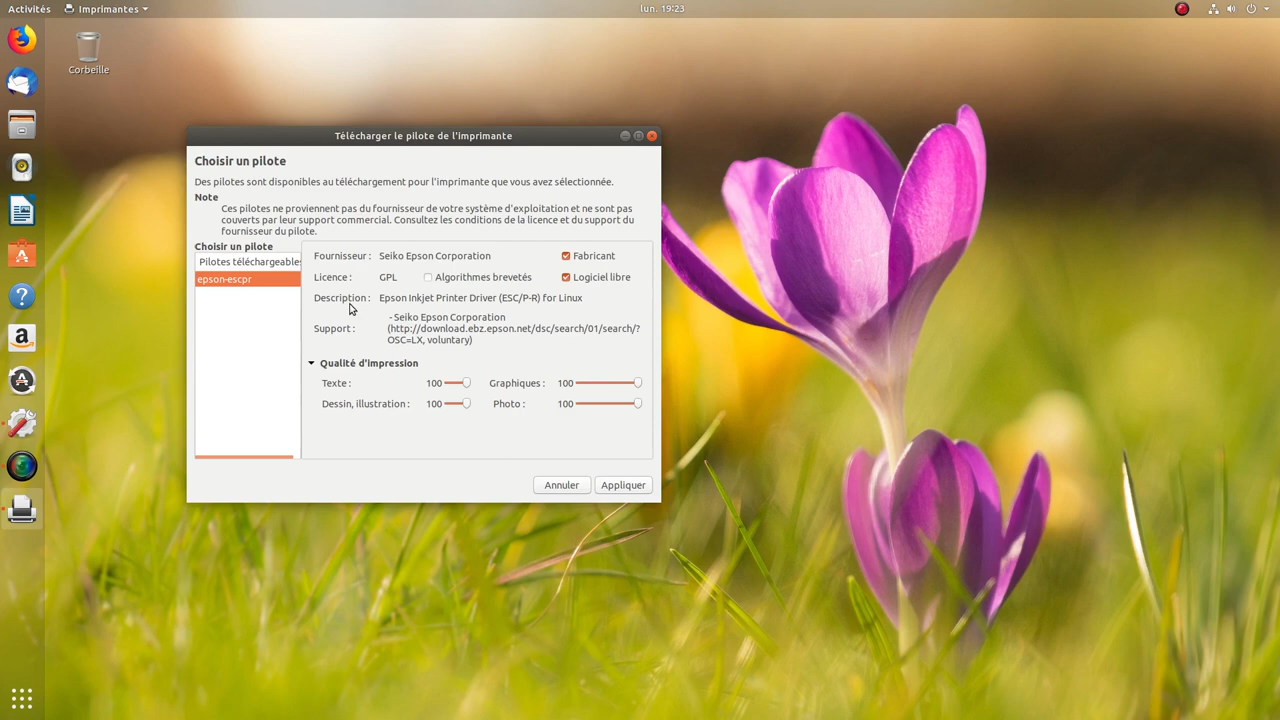 Activités
Imprimantes
lun. 19:23
Corbeille
Télécharger le pilote de l'imprimante
Choisir un pilote
Des pilotes sont disponibles au téléchargement pour l'imprimante que vous avez sélectionnée.
Note
Ces pilotes ne proviennent pas du fournisseur de votre système d'exploitation et ne sont pas
couverts par leur support commercial. Consultez les conditions de la licence et du support du
fournisseur du pilote.
Choisir un pilote
Pilotes téléchargeables
epson-escpr
Fournisseur : Seiko Epson Corporation Fabricant
Licence : GPL Algorithmes brevetés Logiciel libre
Description : Epson Inkjet Printer Driver (ESC/P-R) for Linux
Support : - Seiko Epson Corporation
(http://download.ebz.epson.net/dsc/search/01/search/?
OSC=LX, voluntary)
Qualité d'impression
Texte : 100 Graphiques : 100
Dessin, illustration : 100 Photo : 100
Annuler Appliquer